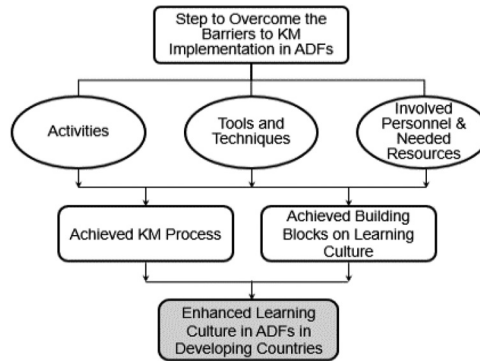 Step to Overcome the
Barriers to KM
Implementation in ADFs
Activities
Tools and
Techniques
Involved
Personnel &
Needed
Resources
Achieved KM Process
Achieved Building
Blocks on Learning
Culture
Enhanced Learning
Culture in ADFs in
Developing Countries